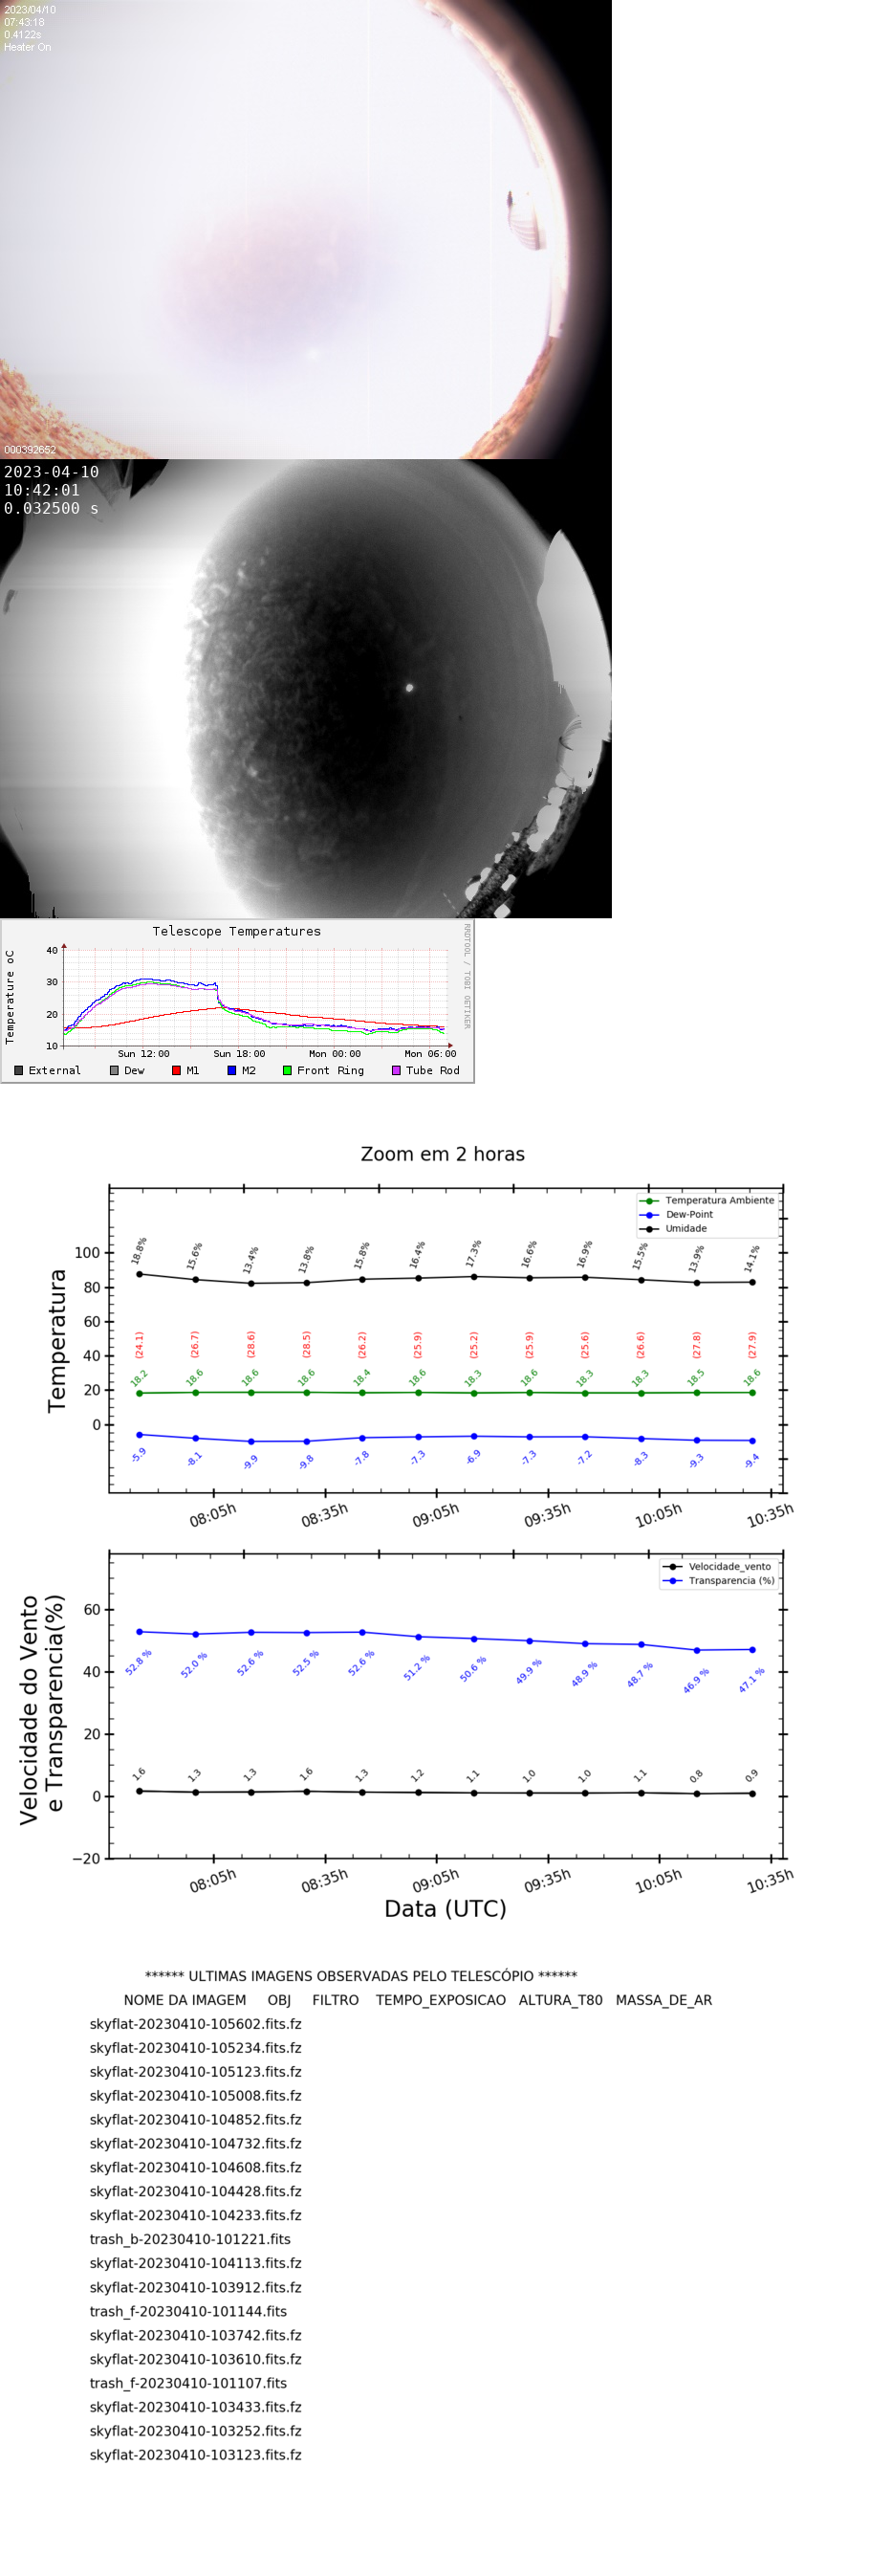 2023/04/10
07:43:18
0.4122s
Heater On
000392652
2023-04-10
10:42:01
0.032500 s
Telescope Temperatures
RRDTOOL / TOBI OETIKER
Temperature oC
40
30
20
10
Sun 12:00 Sun 18:00 Mon 00:00 Mon 06:00
External Dew M1 M2 Front Ring Tube Rod
Zoom em 2 horas
Temperatura
Temperatura Ambiente
Dew-Point
Umidade
100
80
60
40
20
0
18.8% 15.6% 13.4% 13.8% 15.8% 16.4% 17.3% 16.6% 16.9% 15.5% 13.9% 14.1%
(24.1) (26.7) (28.6) (28.5) (26.2) (25.9) (25.2) (25.9) (25.6) (26.6) (27.8) (27.9)
18.2 18.6 18.6 18.6 18.4 18.6 18.3 18.6 18.3 18.3 18.5 18.6
-5.9 -8.1 -9.9 -9.8 -7.8 -7.3 -6.9 -7.3 -7.2 -8.3 -9.3 -9.4
08:05h 08:35h 09:05h 09:35h 10:05h 10:35h
Velocidade do Vento
e Transparencia(%)
Velocidade_vento
Transparencia (%)
60
40
20
0
−20
52.8 % 52.0 % 52.6 % 52.5 % 52.6 % 51.2 % 50.6 % 49.9 % 48.9 % 48.7 % 46.9 % 47.1 %
1.6 1.3 1.3 1.6 1.3 1.2 1.1 1.0 1.0 1.1 0.8 0.9
08:05h 08:35h 09:05h 09:35h 10:05h 10:35h
Data (UTC)
****** ULTIMAS IMAGENS OBSERVADAS PELO TELESCÓPIO ******
NOME DA IMAGEM OBJ FILTRO TEMPO_EXPOSICAO ALTURA_T80 MASSA_DE_AR
skyflat-20230410-105602.fits.fz
skyflat-20230410-105234.fits.fz
skyflat-20230410-105123.fits.fz
skyflat-20230410-105008.fits.fz
skyflat-20230410-104852.fits.fz
skyflat-20230410-104732.fits.fz
skyflat-20230410-104608.fits.fz
skyflat-20230410-104428.fits.fz
skyflat-20230410-104233.fits.fz
trash_b-20230410-101221.fits
skyflat-20230410-104113.fits.fz
skyflat-20230410-103912.fits.fz
trash_f-20230410-101144.fits
skyflat-20230410-103742.fits.fz
skyflat-20230410-103610.fits.fz
trash_f-20230410-101107.fits
skyflat-20230410-103433.fits.fz
skyflat-20230410-103252.fits.fz
skyflat-20230410-103123.fits.fz